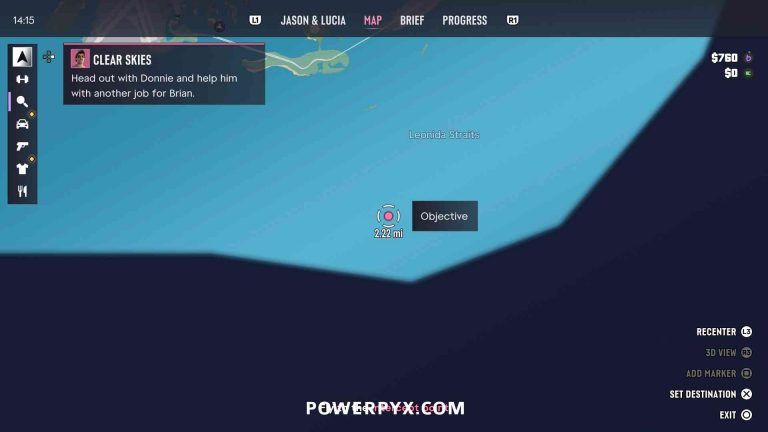 14:15
L1 JASON & LUCIA MAP BRIEF PROGRESS R1
CLEAR SKIES
Head out with Donnie and help him
with another job for Brian.
$760
$0
Leonida Straits
Objective
2.22 mi
RECENTER L3
3D VIEW R3
ADD MARKER
SET DESTINATION
EXIT
POWERPYX.COM